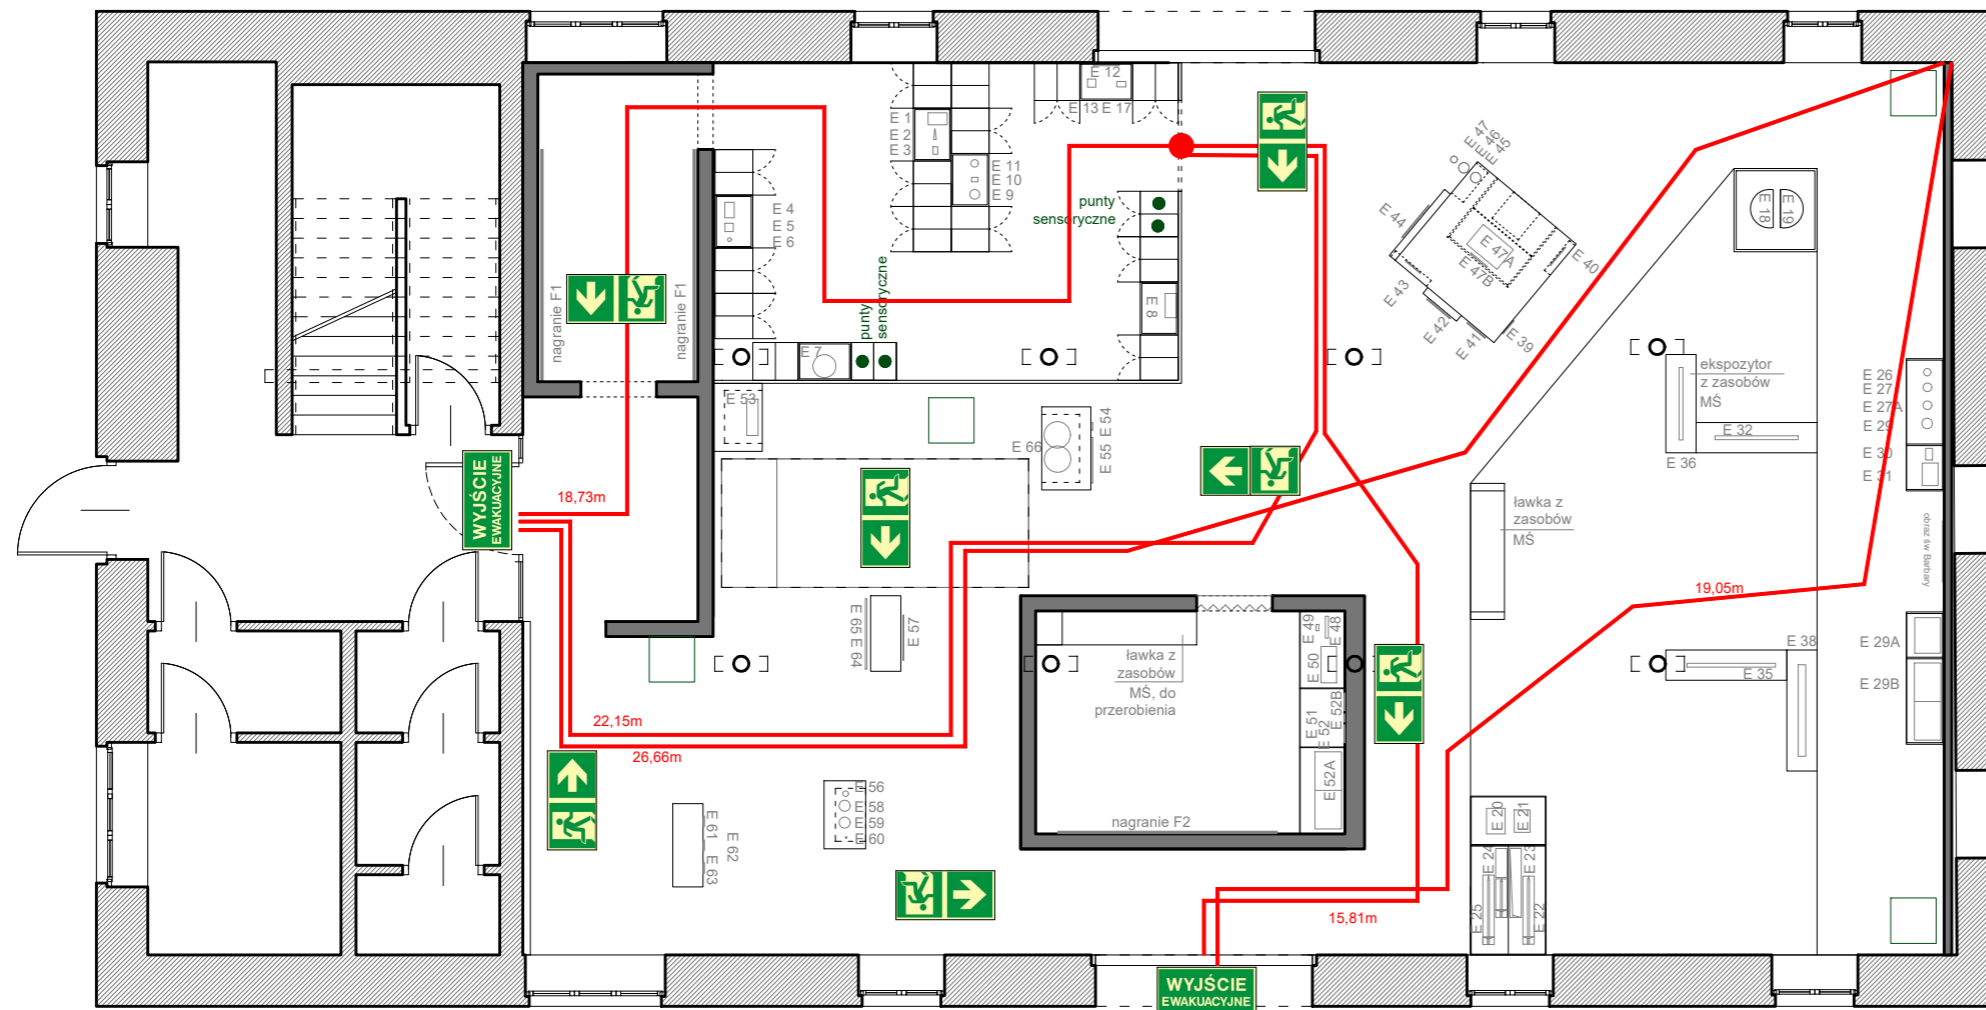 E 12
E 13 E 17
E 1
E 2
E 3
E 11
E 10
E 9
E 4
E 5
E 6
punty
sensoryczne
punty
sensoryczne
E 7
E 8
nagranie F1
nagranie F1
E 47
E 46
E 45
E 44
E 43
E 42
E 41
E 39
E 40
E 47A
E 47B
E 18
E 19
ekspozytor
z zasobów
MŚ
E 32
E 36
E 26
E 27
E 27A
E 29
E 30
E 31
obraz św Barbary
E 53
E 66
E 54
E 55
WYJŚCIE
EWAKUACYJNE
18,73m
ławka z
zasobów
MŚ
19,05m
E 65 E 64
E 57
ławka z
zasobów
MŚ, do
przerobienia
E 49
E 48
E 50
E 51
E 52
E 52B
E 52A
nagranie F2
E 38
E 35
E 29A
E 29B
22,15m
26,66m
E 56
E 58
E 59
E 60
E 61
E 62
E 63
E 20
E 21
E 24
E 23
E 25
E 22
15,81m
WYJŚCIE
EWAKUACYJNE